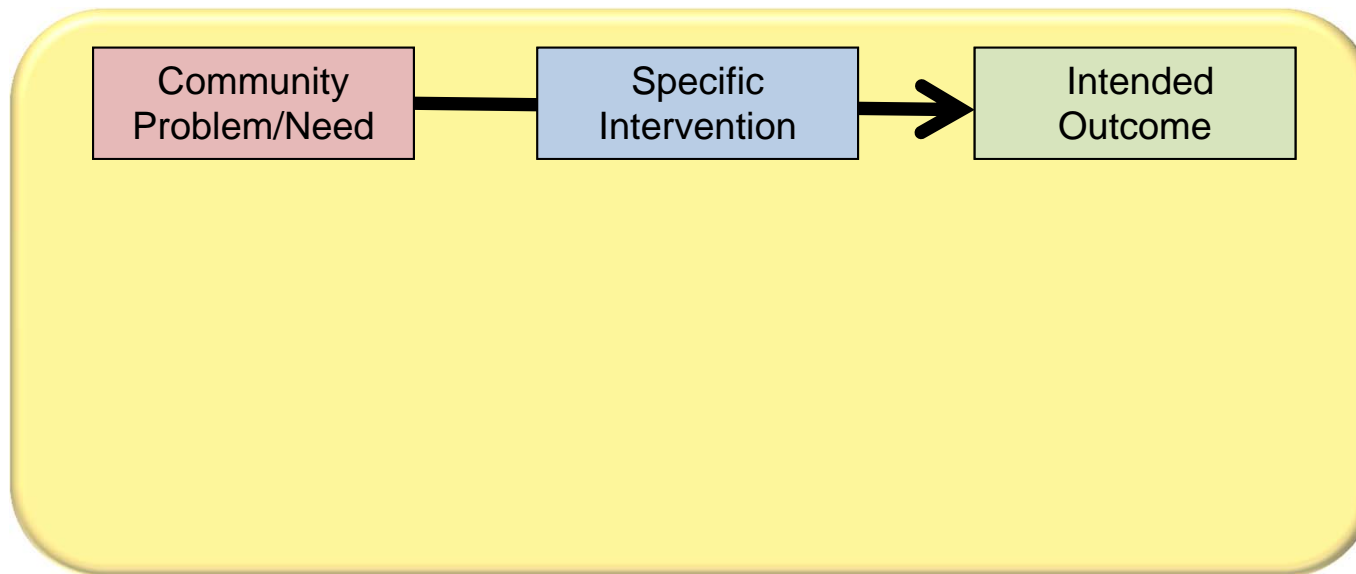 Community
Problem/Need
Specific
Intervention
Intended
Outcome